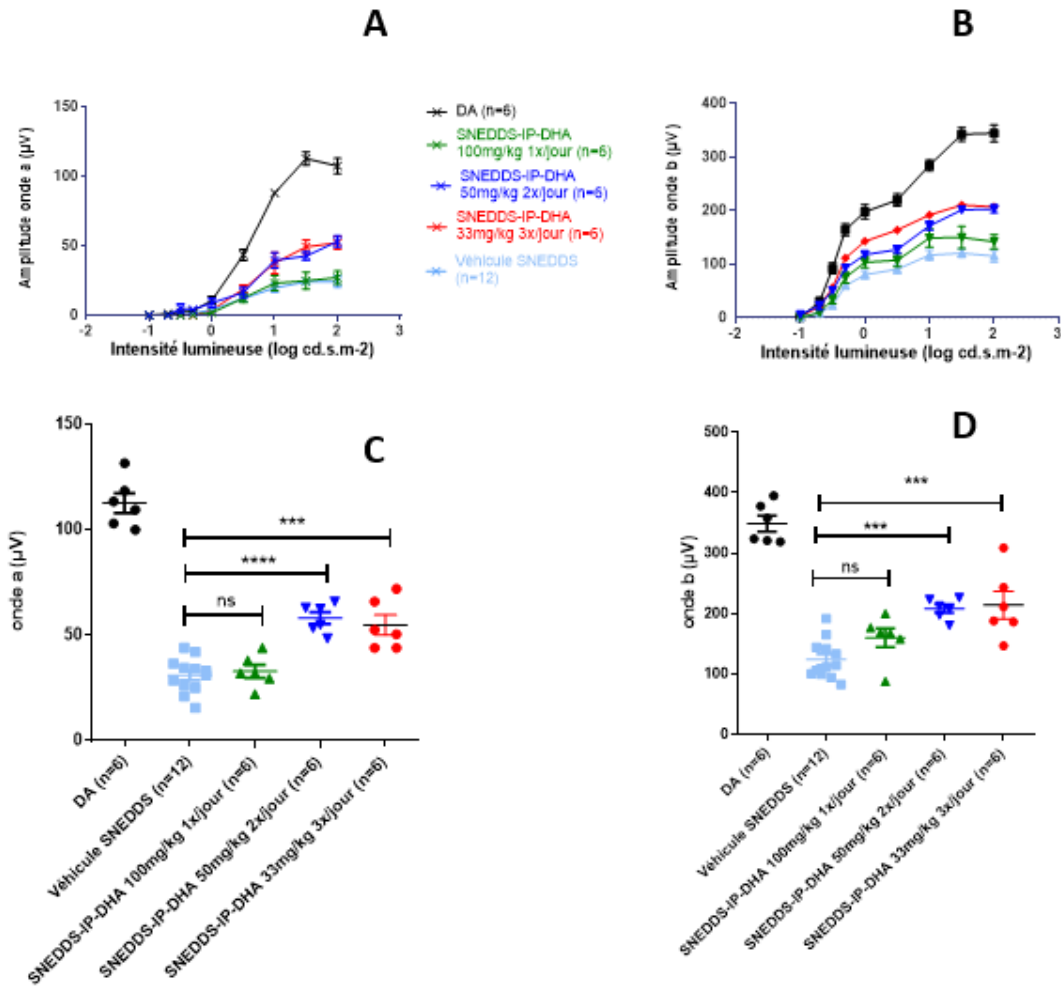 A
Amplitude onde a (µV)
150
100
50
0
-2
-1
0
1
2
3
Intensité lumineuse (log cd.s.m-2)
DA (n=6)
SNEDDS-IP-DHA
100mg/kg 1x/jour (n=6)
SNEDDS-IP-DHA
50mg/kg 2x/jour (n=6)
SNEDDS-IP-DHA
33mg/kg 3x/jour (n=6)
Véhicule SNEDDS
(n=12)
B
Amplitude onde b (µV)
400
300
200
100
0
-2
-1
0
1
2
3
Intensité lumineuse (log cd.s.m-2)
C
onde a (µV)
150
100
50
0
***
****
ns
DA (n=6)
Véhicule SNEDDS (n=12)
SNEDDS-IP-DHA 100mg/kg 1x/jour (n=6)
SNEDDS-IP-DHA 50mg/kg 2x/jour (n=6)
SNEDDS-IP-DHA 33mg/kg 3x/jour (n=6)
D
onde b (µV)
500
400
300
200
100
0
***
***
ns
DA (n=6)
Véhicule SNEDDS (n=12)
SNEDDS-IP-DHA 100mg/kg 1x/jour (n=6)
SNEDDS-IP-DHA 50mg/kg 2x/jour (n=6)
SNEDDS-IP-DHA 33mg/kg 3x/jour (n=6)